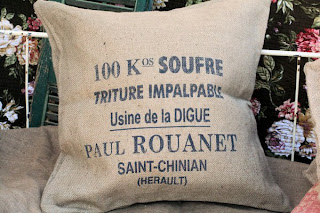 100 Kos SOUFRE
TRITURE IMPALPABLE
Usine de la DIGUE
PAUL ROUANET
SAINT-CHINIAN
(HERAULT)